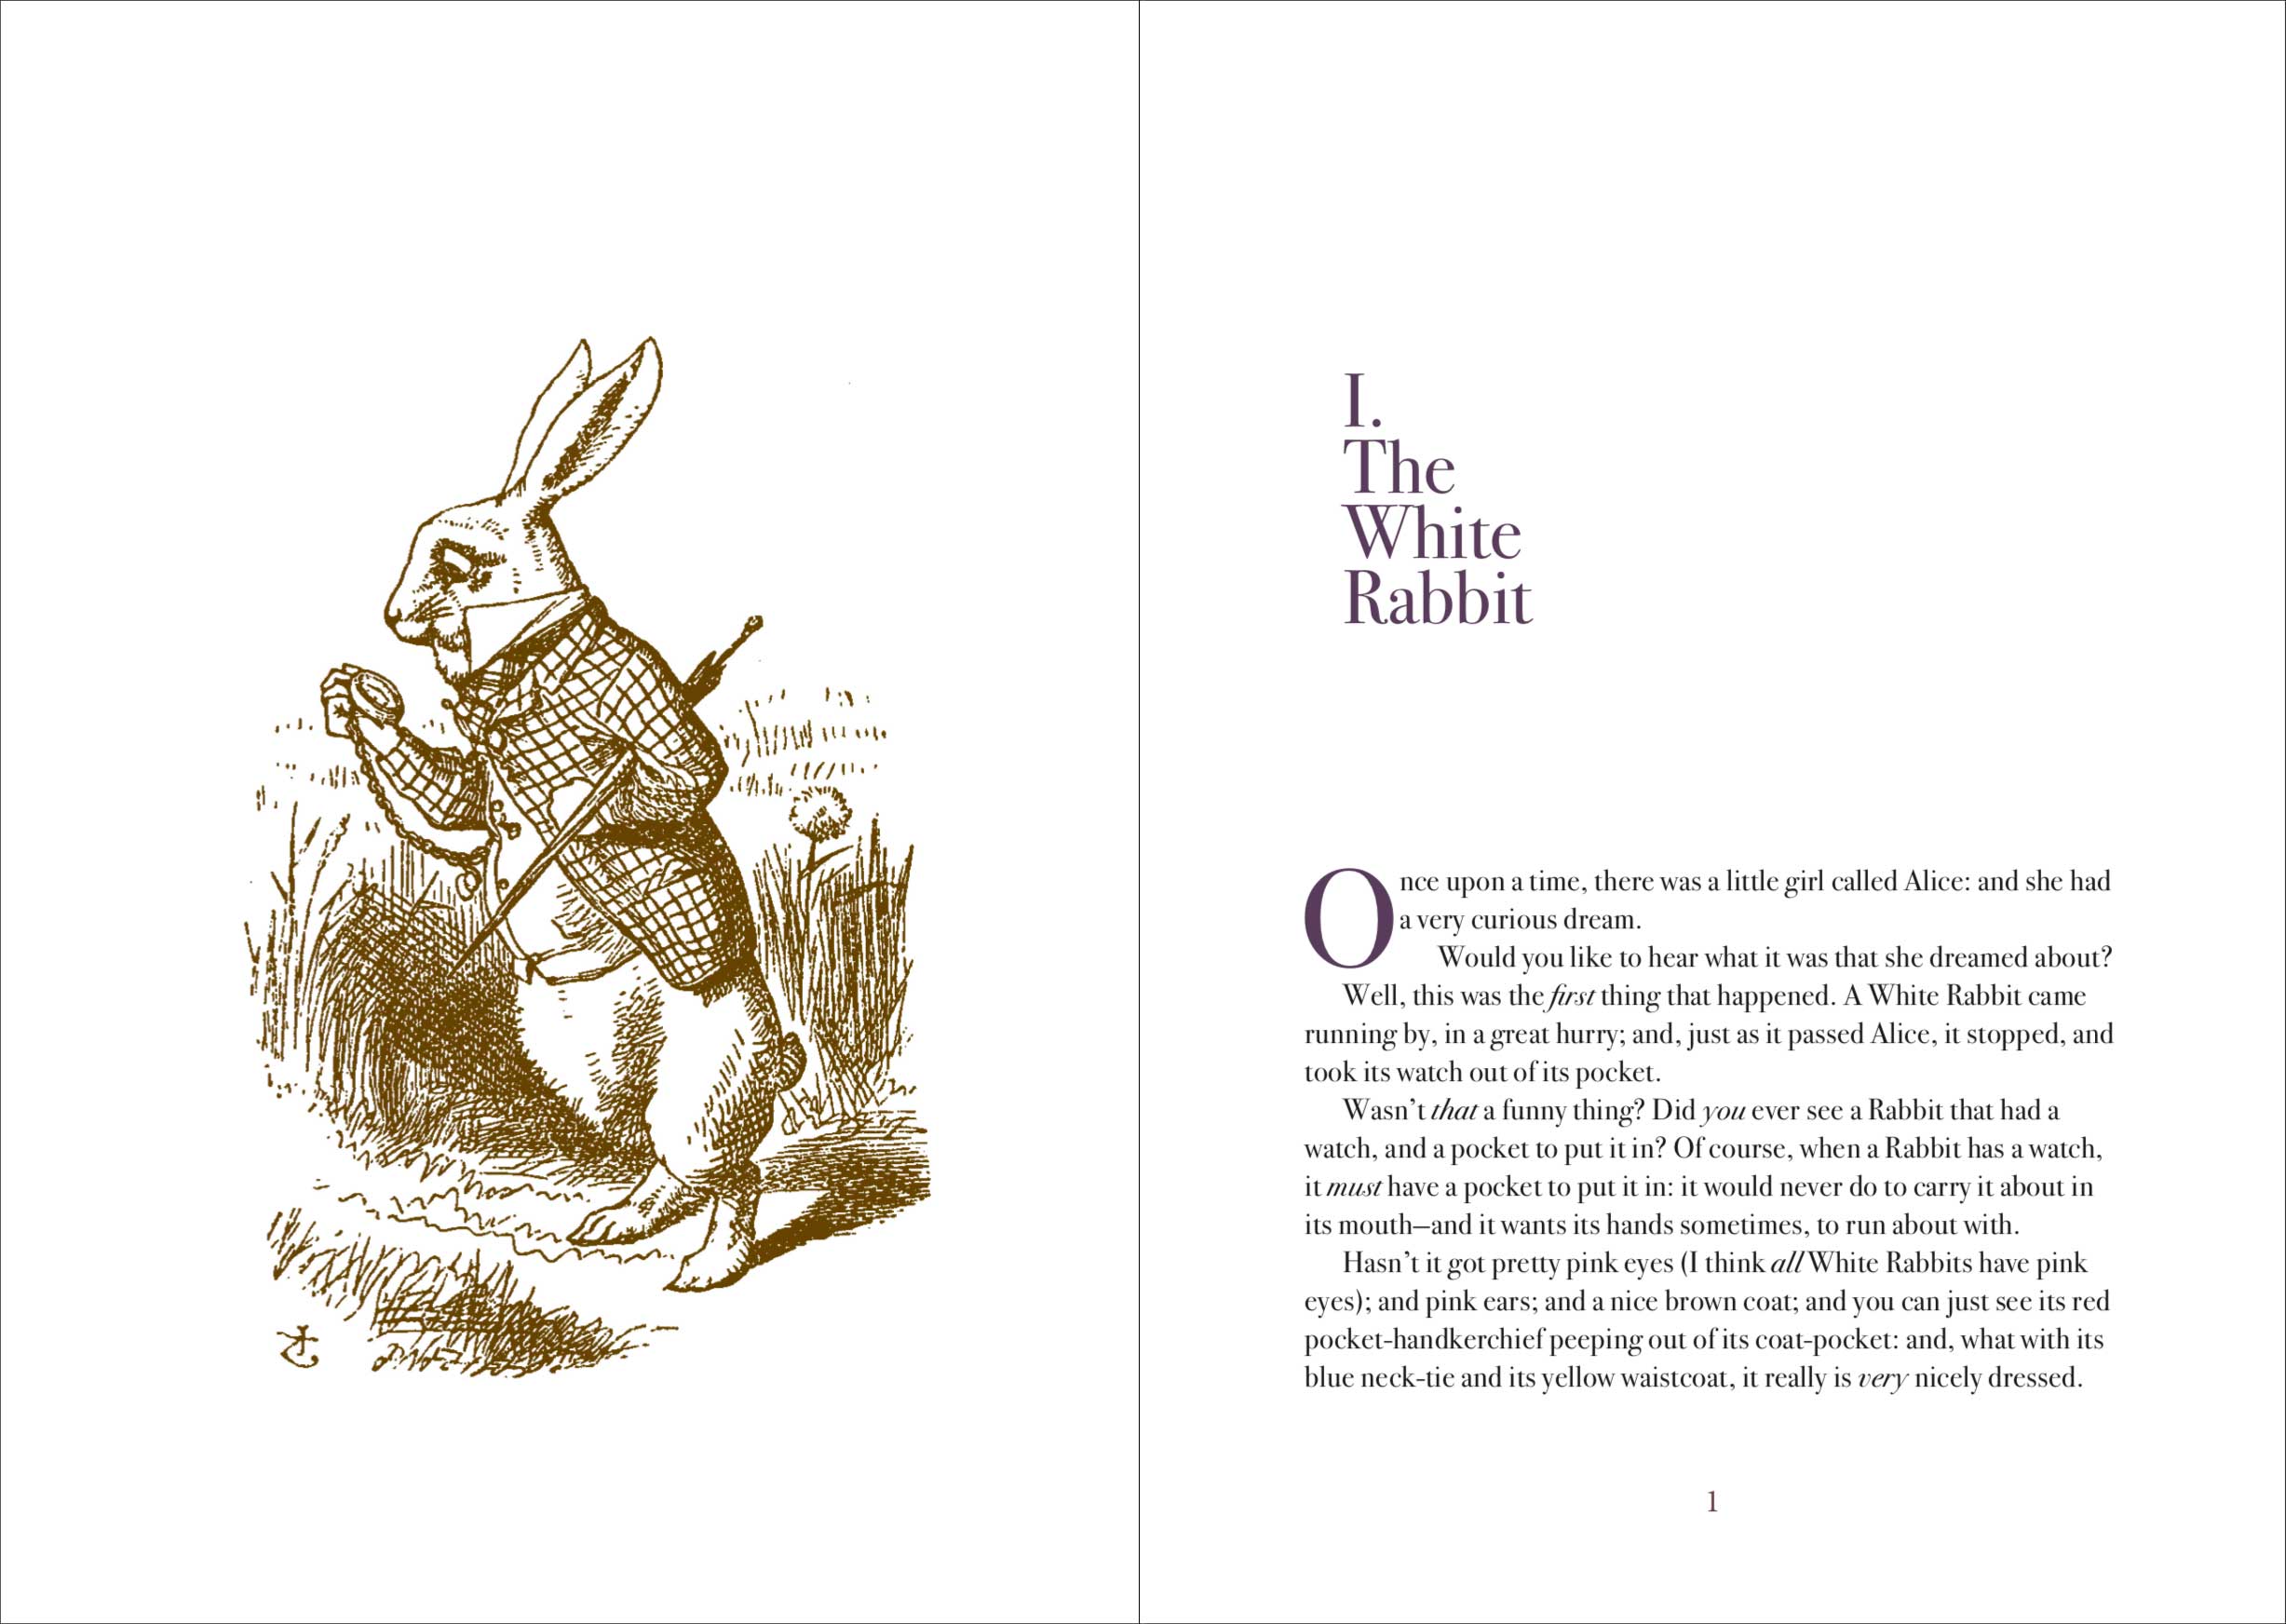 I.
The
White
Rabbit
Once upon a time, there was a little girl called Alice: and she had
a very curious dream.
Would you like to hear what it was that she dreamed about?
Well, this was the first thing that happened. A White Rabbit came
running by, in a great hurry; and, just as it passed Alice, it stopped, and
took its watch out of its pocket.
Wasn’t that a funny thing? Did you ever see a Rabbit that had a
watch, and a pocket to put it in? Of course, when a Rabbit has a watch,
it must have a pocket to put it in: it would never do to carry it about in
its mouth—and it wants its hands sometimes, to run about with.
Hasn’t it got pretty pink eyes (I think all White Rabbits have pink
eyes); and pink ears; and a nice brown coat; and you can just see its red
pocket-handkerchief peeping out of its coat-pocket: and, what with its
blue neck-tie and its yellow waistcoat, it really is very nicely dressed.
1